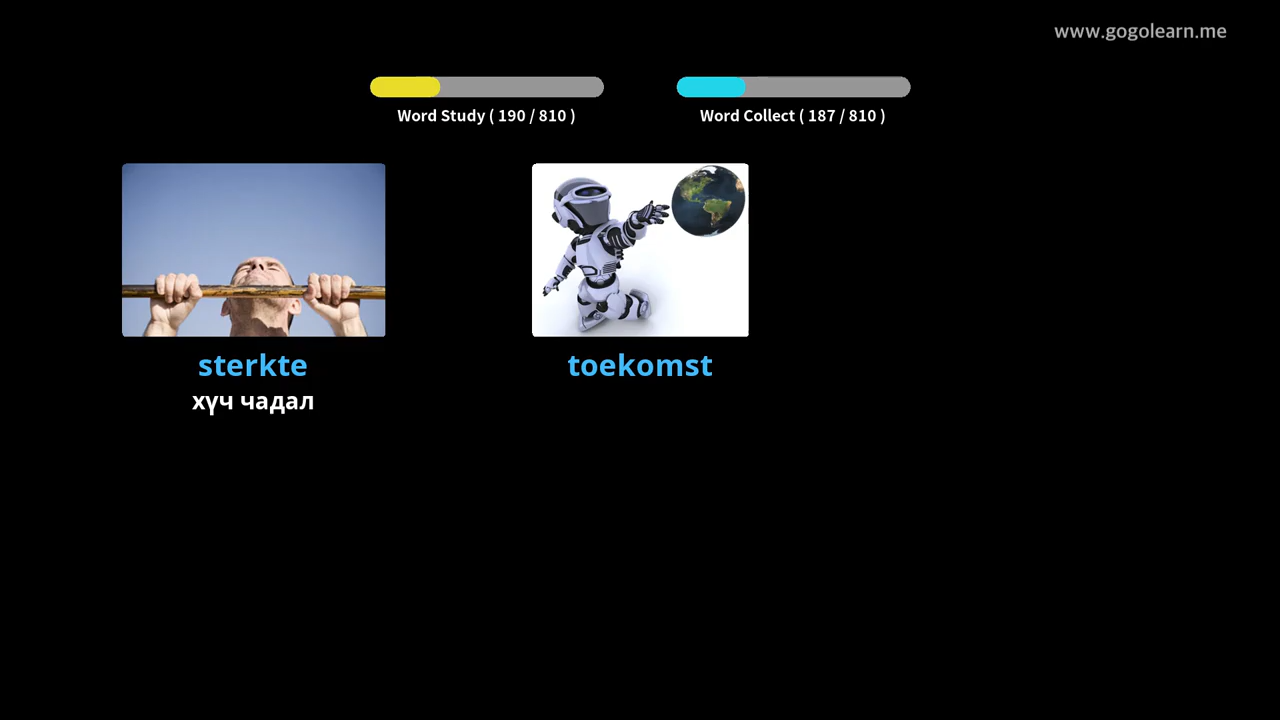 www.gogolearn.me
Word Study ( 190 / 810 )
Word Collect ( 187 / 810 )
sterkte
хүч чадал
toekomst